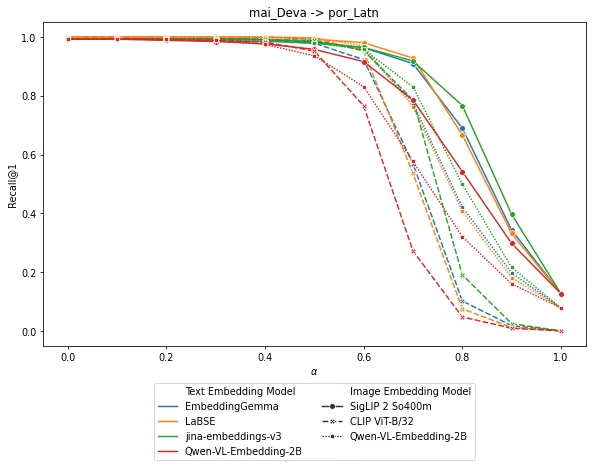 mai_Deva -> por_Latn
Recall@1
1.0
0.8
0.6
0.4
0.2
0.0
0.0 0.2 0.4 0.6 0.8 1.0
α
Text Embedding Model
EmbeddingGemma
LaBSE
jina-embeddings-v3
Qwen-VL-Embedding-2B
Image Embedding Model
SigLIP 2 So400m
CLIP ViT-B/32
Qwen-VL-Embedding-2B